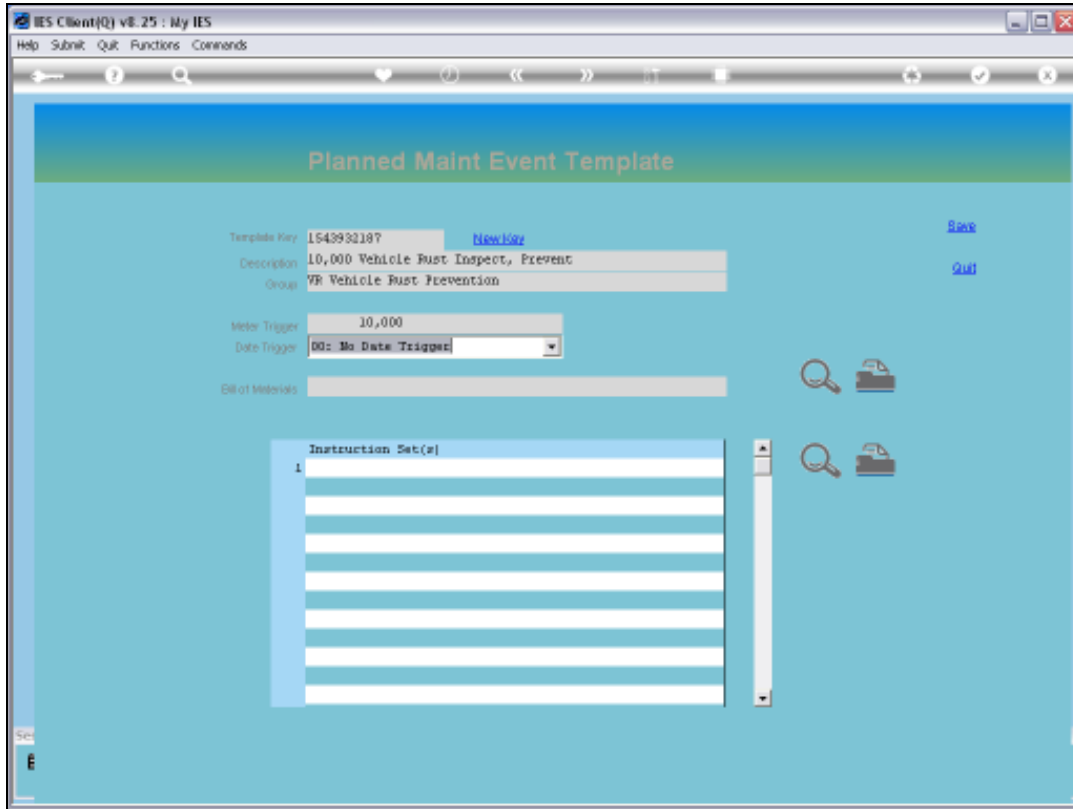 IES Client(Q) v8.25 : My IES
Help Submit Quit Functions Commands
Planned Maint Event Template
Template Key 1543932187 New Key
Save
Description 10,000 Vehicle Rust Inspect, Prevent
Quit
Group VR Vehicle Rust Prevention
Meter Trigger 10,000
Date Trigger 00: No Date Trigger
Bill of Materials
Instruction Set(s)
1